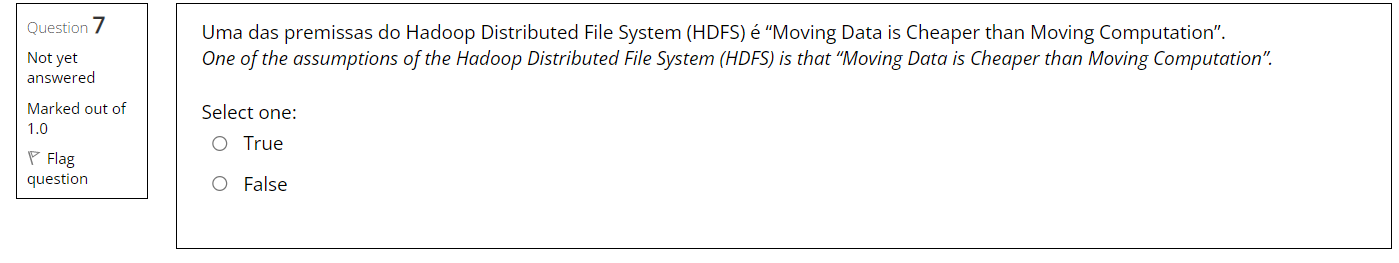 Question 7
Not yet
answered
Marked out of
1.0
Flag
question
Uma das premissas do Hadoop Distributed File System (HDFS) é “Moving Data is Cheaper than Moving Computation”.
One of the assumptions of the Hadoop Distributed File System (HDFS) is that “Moving Data is Cheaper than Moving Computation”.
Select one:
True
False